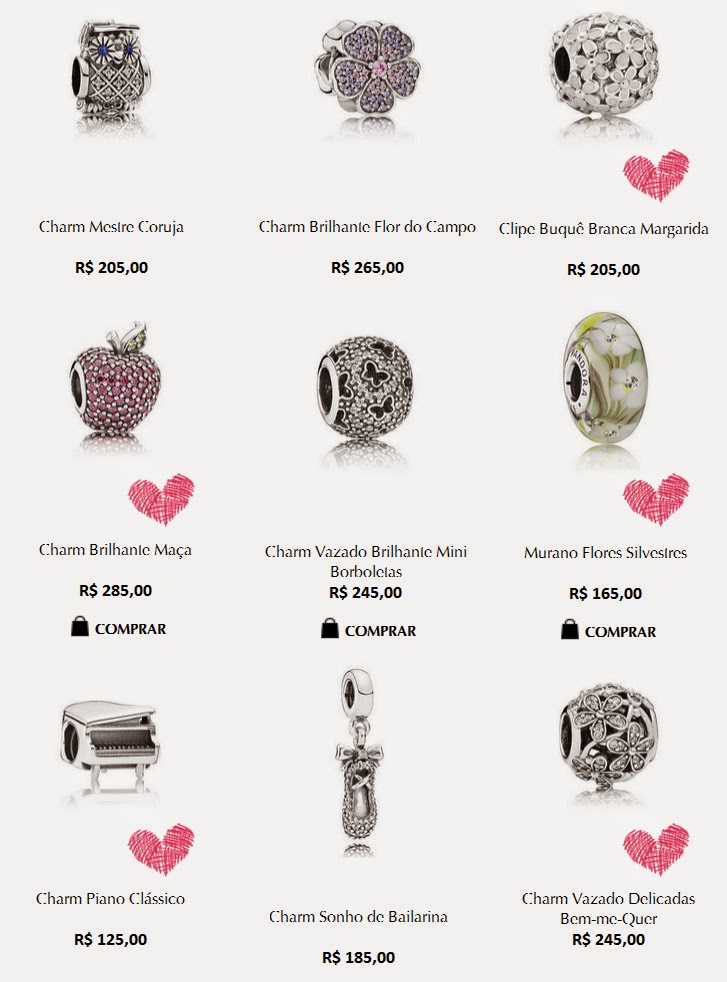 Charm Mestre Coruja
Charm Brilhante Flor do Campo
Clipe Buquê Branca Margarida
R$ 205,00
R$ 265,00
R$ 205,00
PANDORA
Charm Brilhante Maça
Charm Vazado Brilhante Mini
Borboletas
Murano Flores Silvestres
R$ 285,00
R$ 245,00
R$ 165,00
COMPRAR
COMPRAR
COMPRAR
Charm Piano Clássico
Charm Sonho de Bailarina
Charm Vazado Delicadas
Bem-me-Quer
R$ 125,00
R$ 185,00
R$ 245,00